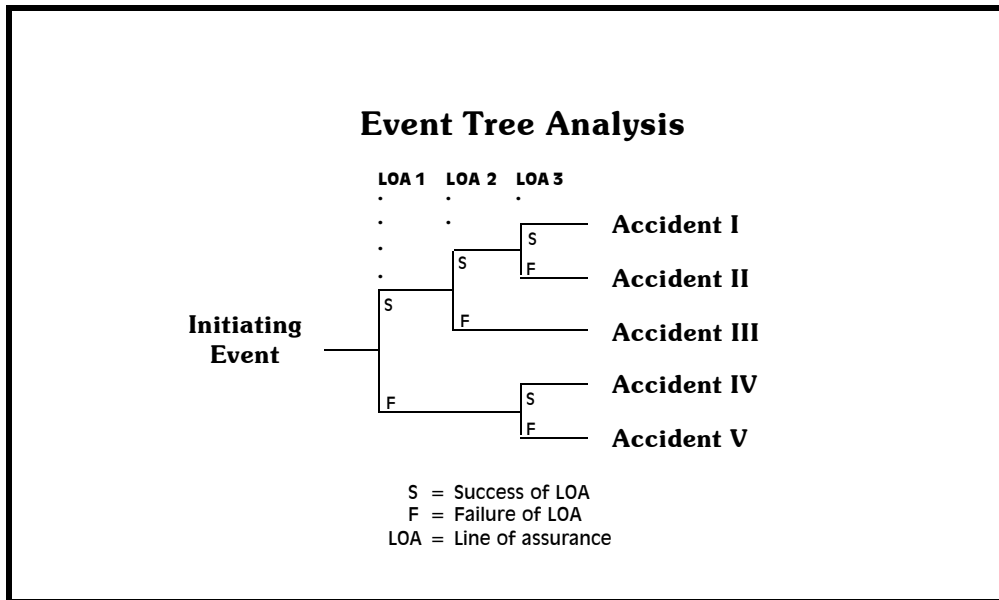 Event Tree Analysis
LOA 1 LOA 2 LOA 3
Accident I
S
F
S
Accident II
S
F
Initiating
Event
Accident III
Accident IV
F
S
F
Accident V
S = Success of LOA
F = Failure of LOA
LOA = Line of assurance